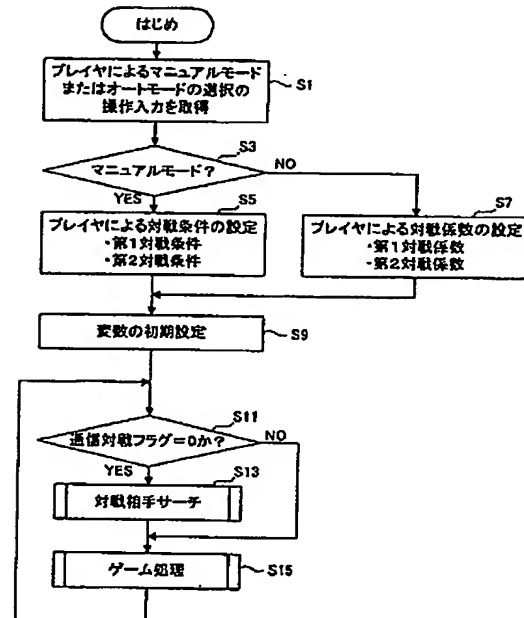 はじめ
プレイヤによるマニュアルモード
またはオートモードの選択の
操作入力を取得
S1
S3
マニュアルモード？
NO
YES
S5
S7
プレイヤによる対戦条件の設定
・第1対戦条件
・第2対戦条件
プレイヤによる対戦係数の設定
・第1対戦係数
・第2対戦係数
変数の初期設定
S9
S11
通信対戦フラグ=0か？
NO
YES
S13
対戦相手サーチ
ゲーム処理
S15